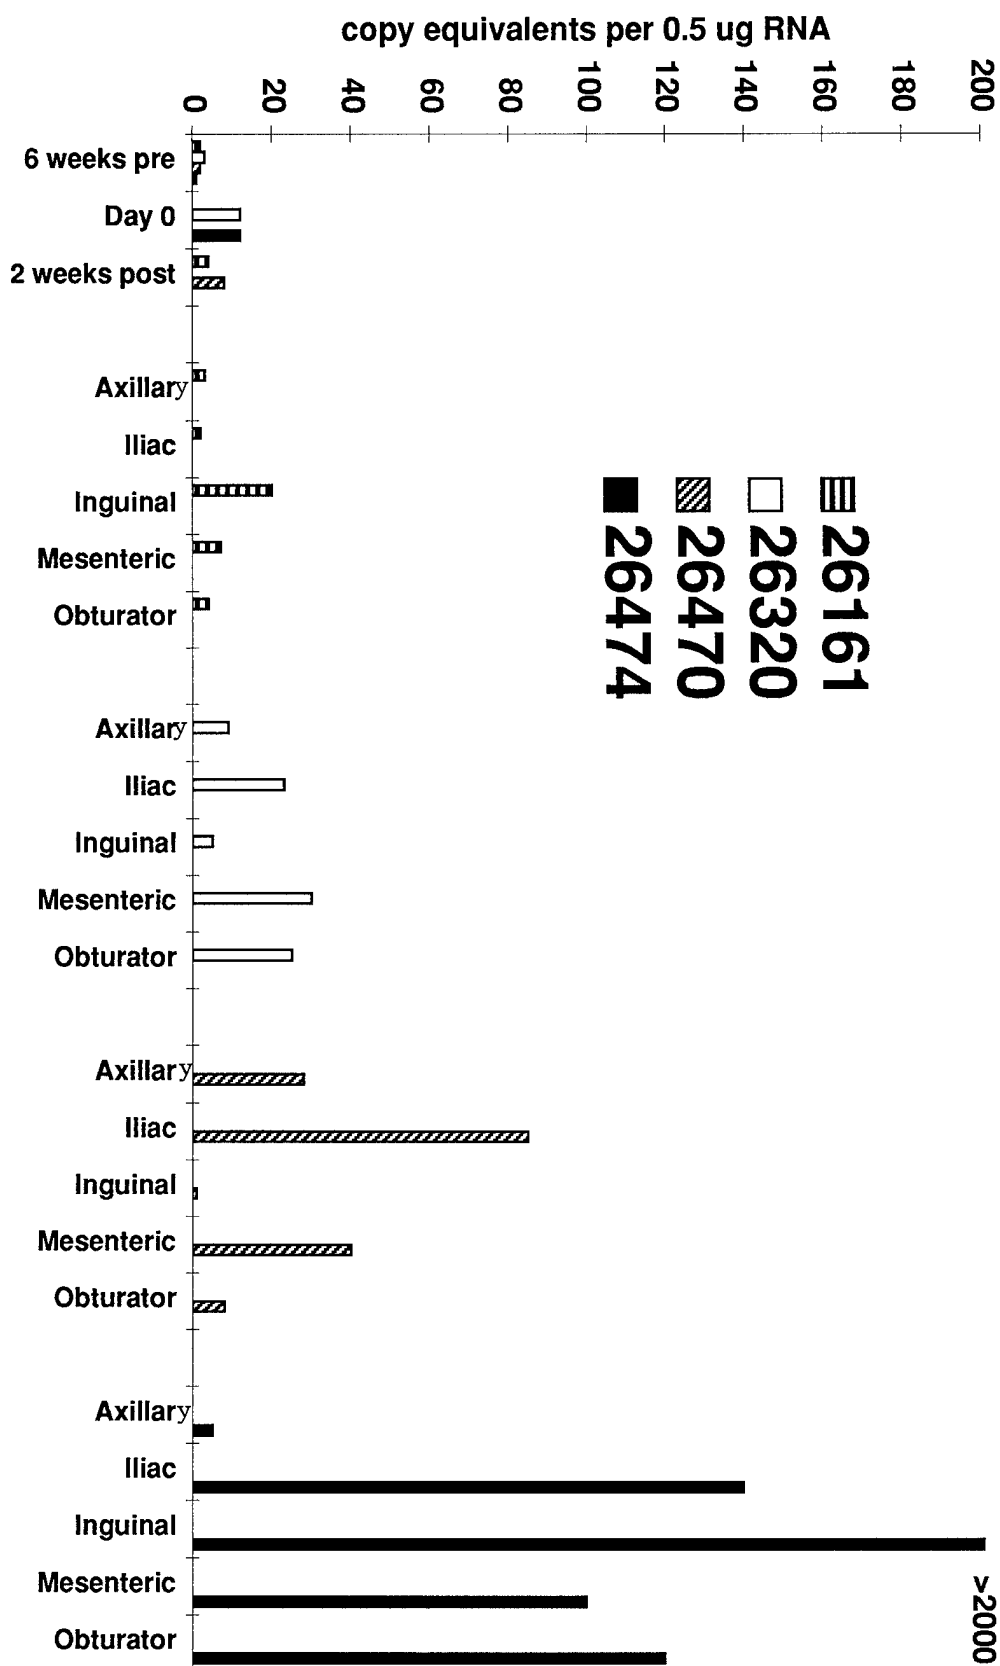 copy equivalents per 0.5 ug RNA
0
20
40
60
80
100
120
140
160
180
200
6 weeks pre
Day 0
2 weeks post
Axillary
Iliac
Inguinal
Mesenteric
Obturator
26161
26320
26470
26474
Axillary
Iliac
Inguinal
Mesenteric
Obturator
Axillary
Iliac
Inguinal
Mesenteric
Obturator
Axillary
Iliac
Inguinal
Mesenteric
Obturator
>2000